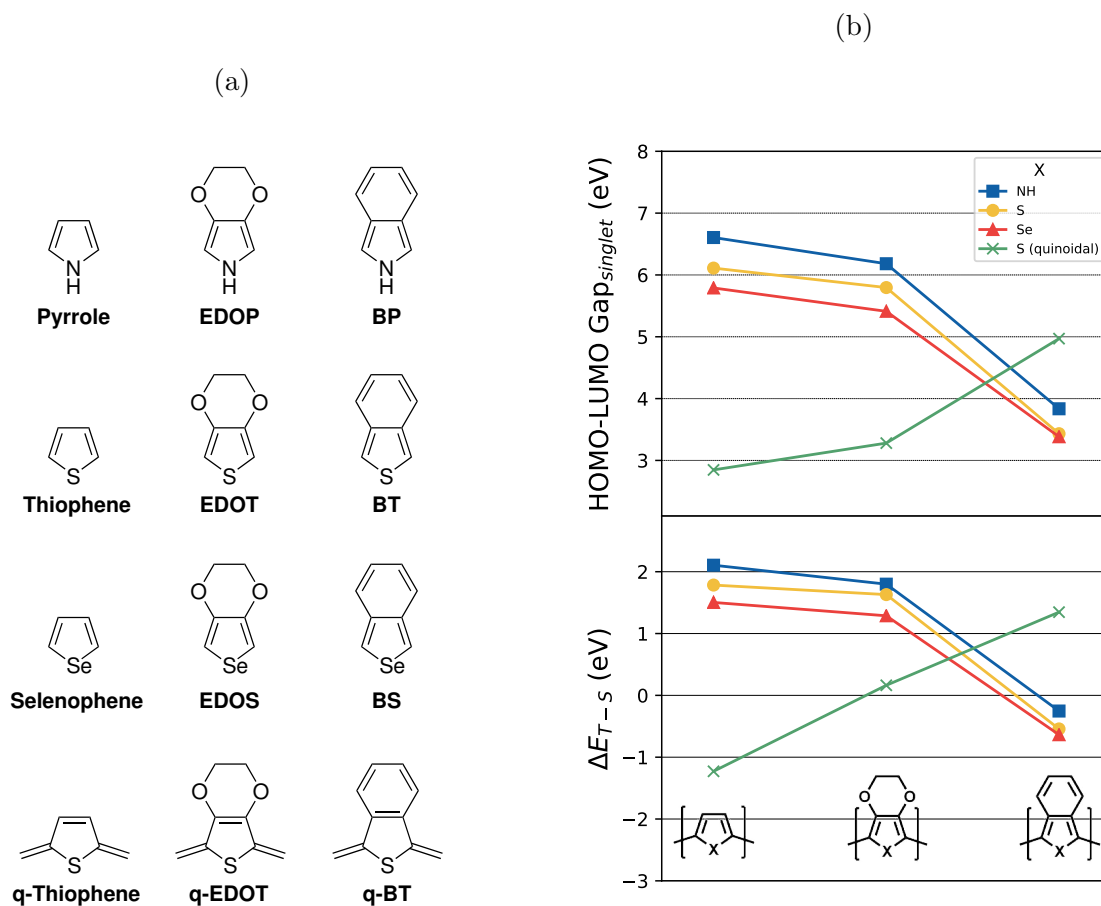 (a)
O O
N
H
N
H
N
H
Pyrrole EDOP BP
O O
S S S
Thiophene EDOT BT
O O
Se Se Se
Selenophene EDOS BS
O O
S S S
q-Thiophene q-EDOT q-BT
(b)
HOMO-LUMO Gap_singlet (eV)
8
7
6
5
4
3
X
NH
S
Se
S (quinoidal)
ΔE_T−S (eV)
2
1
0
−1
−2
−3
X
O O
X
X